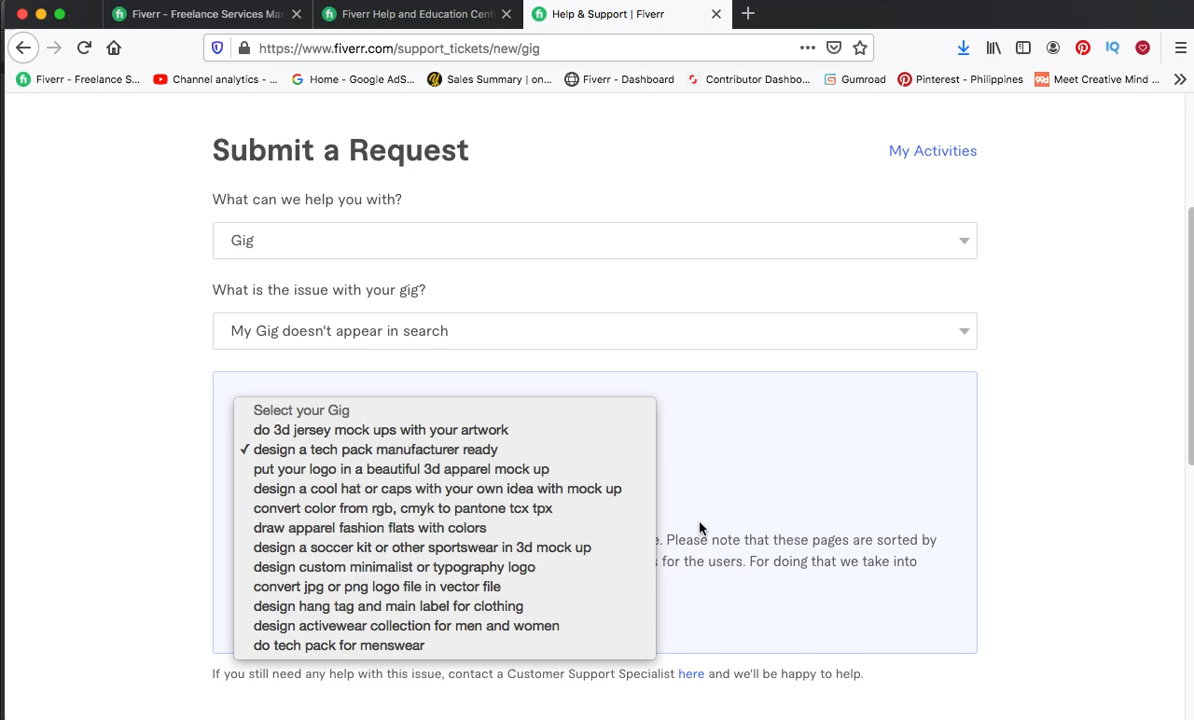 Fiverr - Freelance Services Mar
Fiverr Help and Education Cent
Help & Support | Fiverr
https://www.fiverr.com/support_tickets/new/gig
Fiverr - Freelance S...
Channel analytics - ...
Home - Google AdS...
Sales Summary | on...
Fiverr - Dashboard
Contributor Dashbo...
Gumroad
Pinterest - Philippines
99d Meet Creative Mind ...
IQ
Submit a Request
My Activities
What can we help you with?
Gig
What is the issue with your gig?
My Gig doesn't appear in search
Select your Gig
do 3d jersey mock ups with your artwork
✓ design a tech pack manufacturer ready
put your logo in a beautiful 3d apparel mock up
design a cool hat or caps with your own idea with mock up
convert color from rgb, cmyk to pantone tcx tpx
draw apparel fashion flats with colors
design a soccer kit or other sportswear in 3d mock up
design custom minimalist or typography logo
convert jpg or png logo file in vector file
design hang tag and main label for clothing
design activewear collection for men and women
do tech pack for menswear
e. Please note that these pages are sorted by
s for the users. For doing that we take into
If you still need any help with this issue, contact a Customer Support Specialist here and we'll be happy to help.